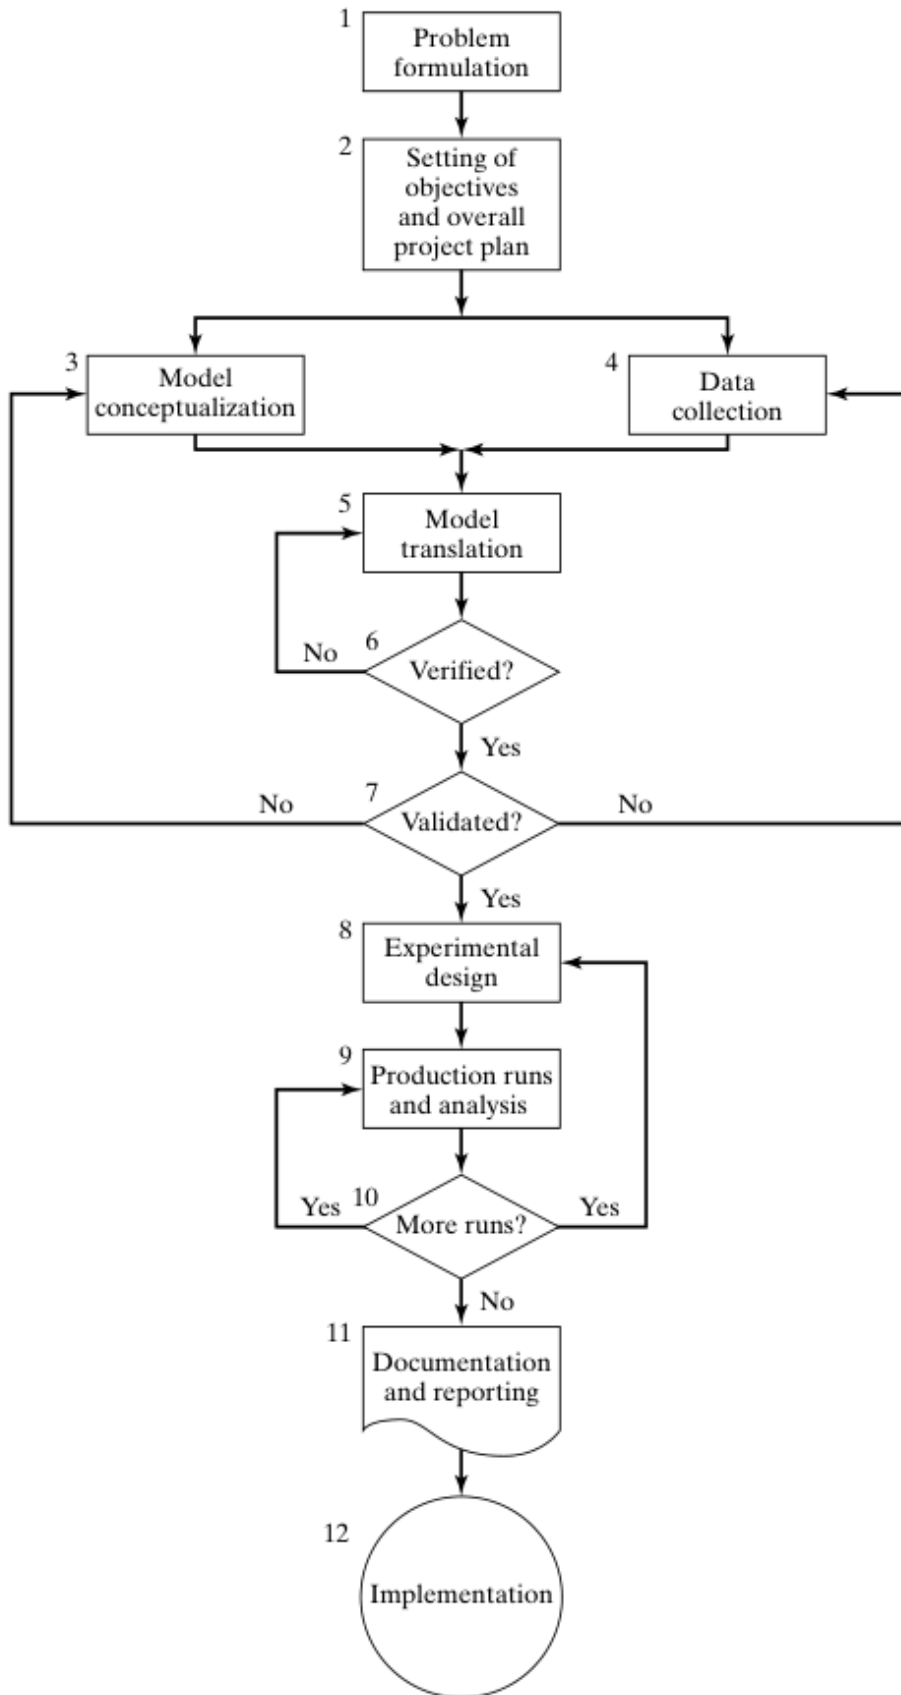 1
Problem
formulation
2
Setting of
objectives
and overall
project plan
3
Model
conceptualization
4
Data
collection
5
Model
translation
6
No
Verified?
Yes
7
No
Validated?
No
Yes
8
Experimental
design
9
Production runs
and analysis
10
Yes
More runs?
Yes
No
11
Documentation
and reporting
12
Implementation